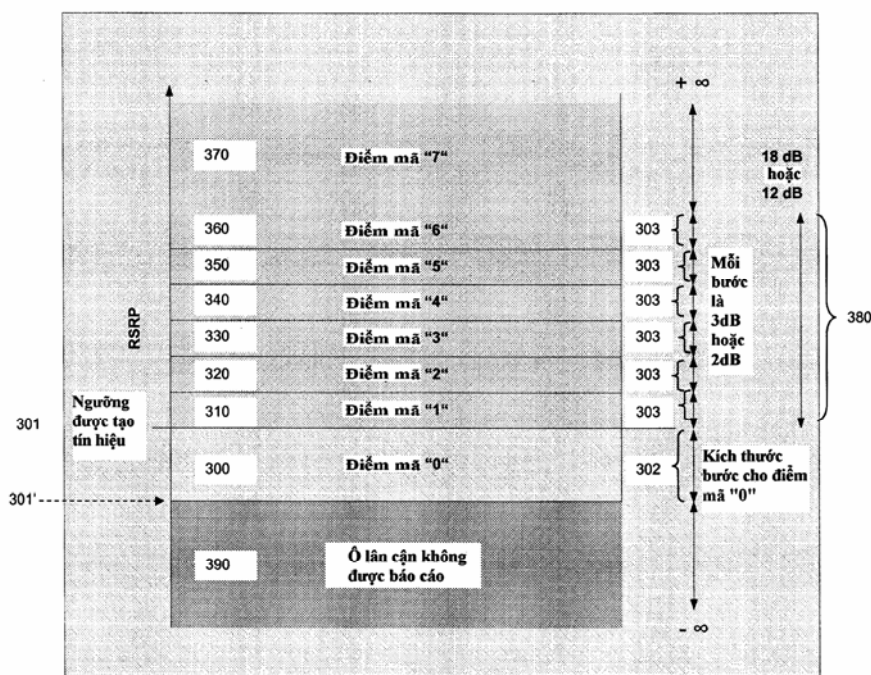 + ∞
370
Điểm mã “7“
18 dB
hoặc
12 dB
360
Điểm mã “6“
303
350
Điểm mã “5“
303
340
Điểm mã “4“
303
330
Điểm mã “3“
303
320
Điểm mã “2“
303
310
Điểm mã “1“
303
Mỗi
bước
là
3dB
hoặc
2dB
380
RSRP
301
Ngưỡng
được tạo
tín hiệu
300
Điểm mã “0“
302
Kích thước
bước cho điểm
mã "0"
301'
390
Ô lân cận không
được báo cáo
- ∞